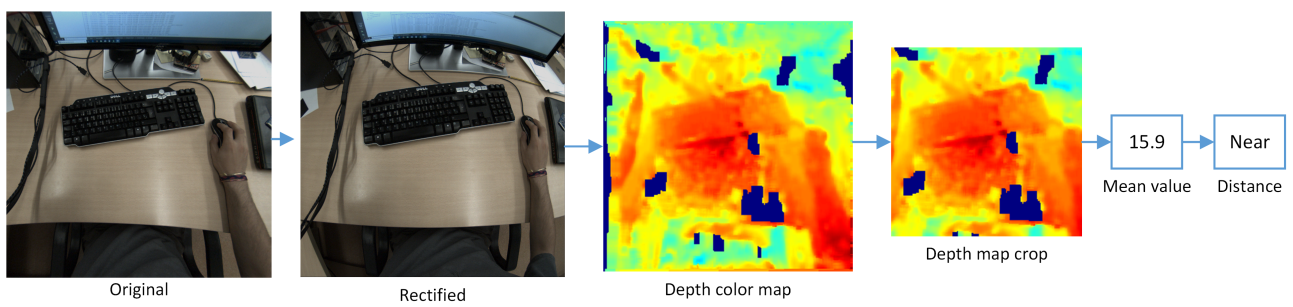 15.9
Near
Mean value
Distance
Depth map crop
Original
Rectified
Depth color map